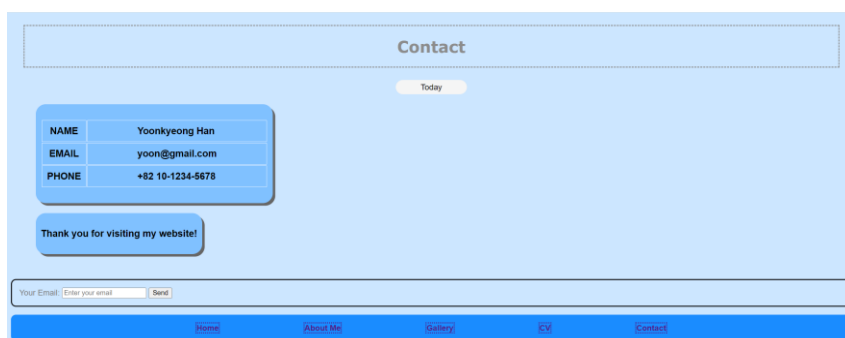 Contact
Today
NAME Yoonkyeong Han
EMAIL yoon@gmail.com
PHONE +82 10-1234-5678
Thank you for visiting my website!
Your Email: Enter your email Send
Home About Me Gallery CV Contact